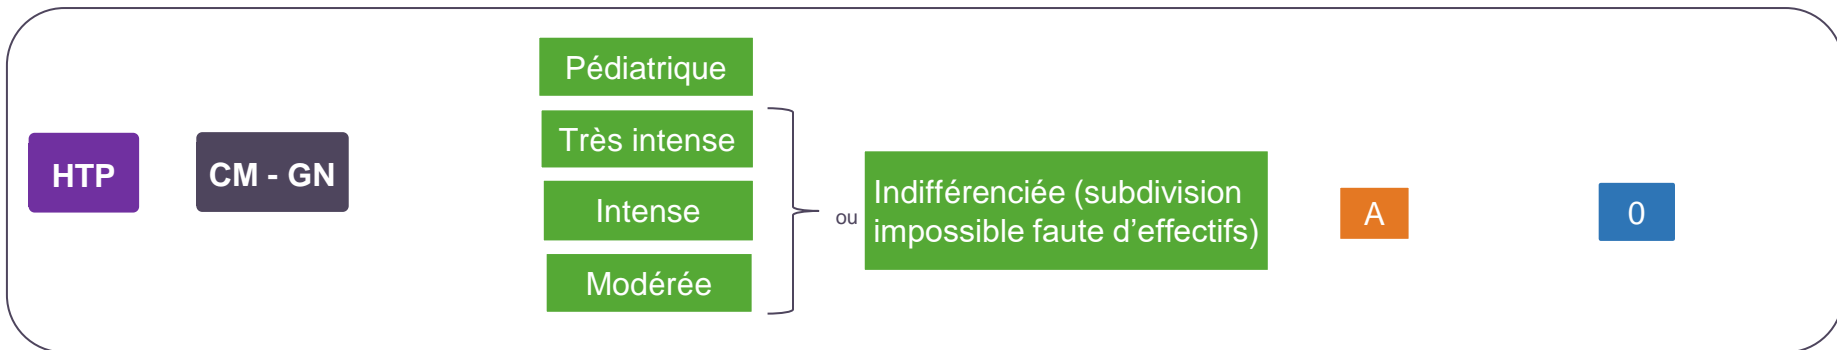 HTP
CM - GN
Pédiatrique
Très intense
Intense
Modérée
ou
Indifférenciée (subdivision
impossible faute d'effectifs)
A
0